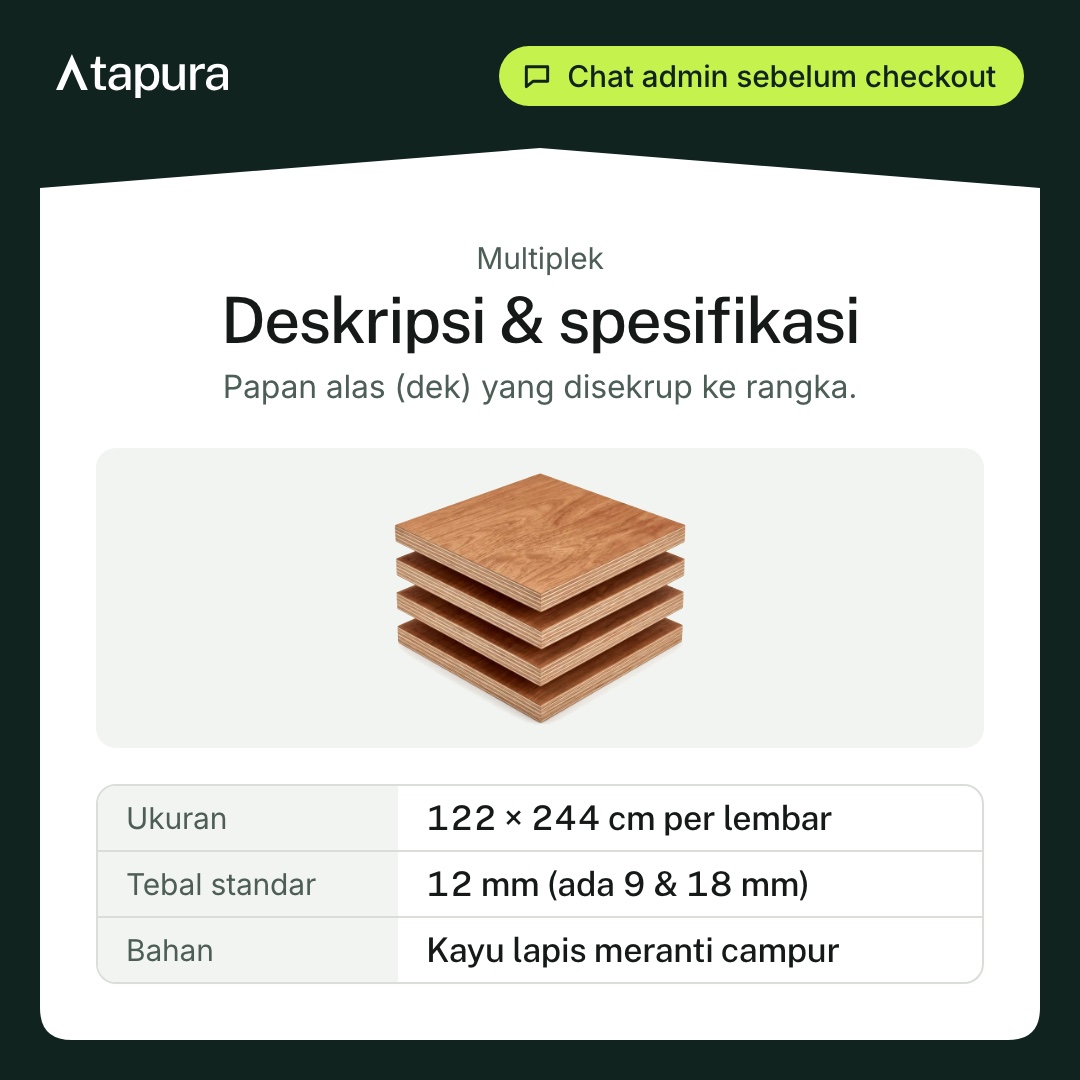 Atapura
Chat admin sebelum checkout
Multiplek
Deskripsi & spesifikasi
Papan alas (dek) yang disekrup ke rangka.
Ukuran
122 × 244 cm per lembar
Tebal standar
12 mm (ada 9 & 18 mm)
Bahan
Kayu lapis meranti campur